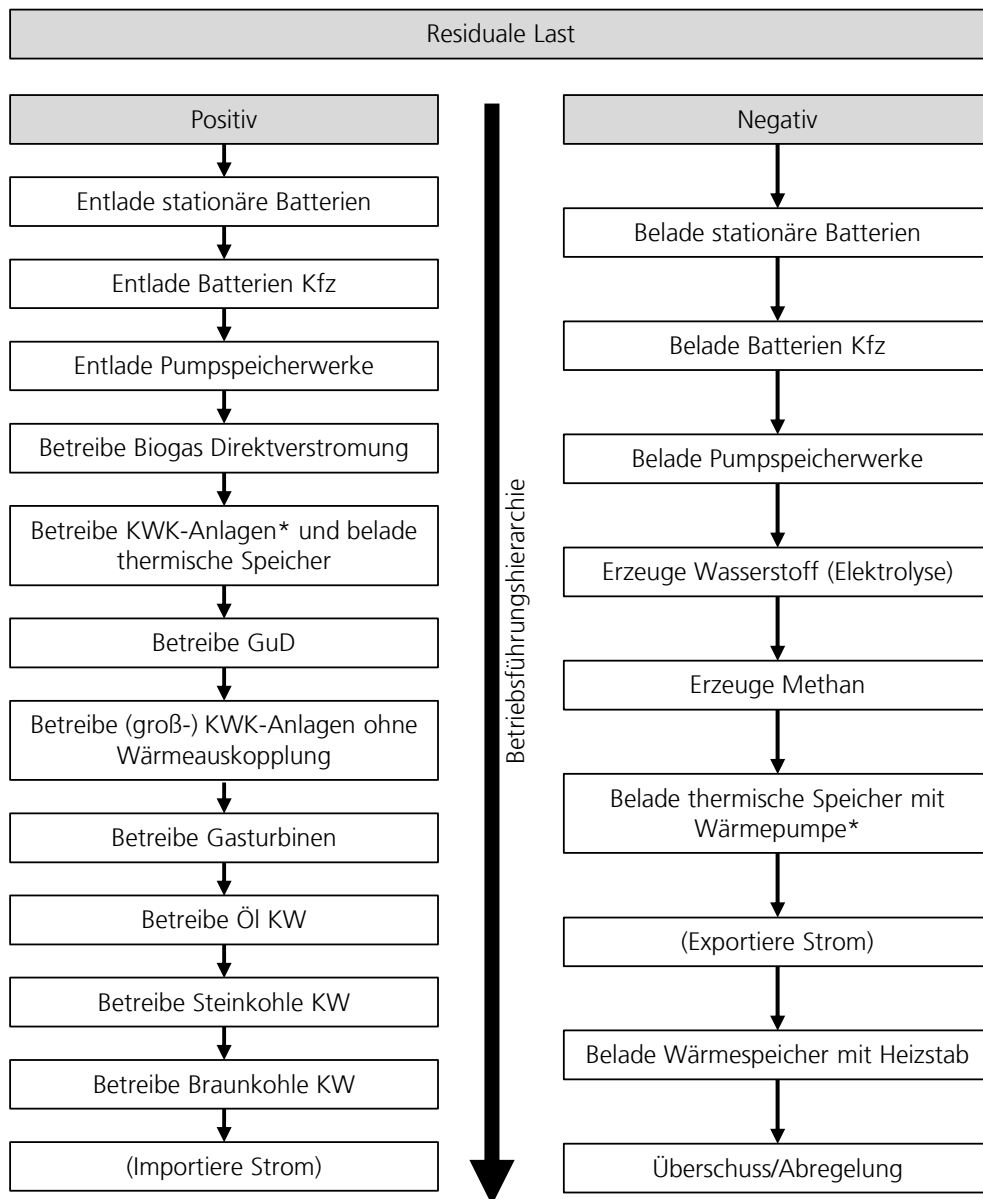 Residuale Last
Positiv
Entlade stationäre Batterien
Entlade Batterien Kfz
Entlade Pumpspeicherwerke
Betreibe Biogas Direktverstromung
Betreibe KWK-Anlagen* und belade
thermische Speicher
Betreibe GuD
Betreibe (groß-) KWK-Anlagen ohne
Wärmeauskopplung
Betreibe Gasturbinen
Betreibe Öl KW
Betreibe Steinkohle KW
Betreibe Braunkohle KW
(Importiere Strom)
Betriebsführungshierarchie
Negativ
Belade stationäre Batterien
Belade Batterien Kfz
Belade Pumpspeicherwerke
Erzeuge Wasserstoff (Elektrolyse)
Erzeuge Methan
Belade thermische Speicher mit
Wärmepumpe*
(Exportiere Strom)
Belade Wärmespeicher mit Heizstab
Überschuss/Abregelung